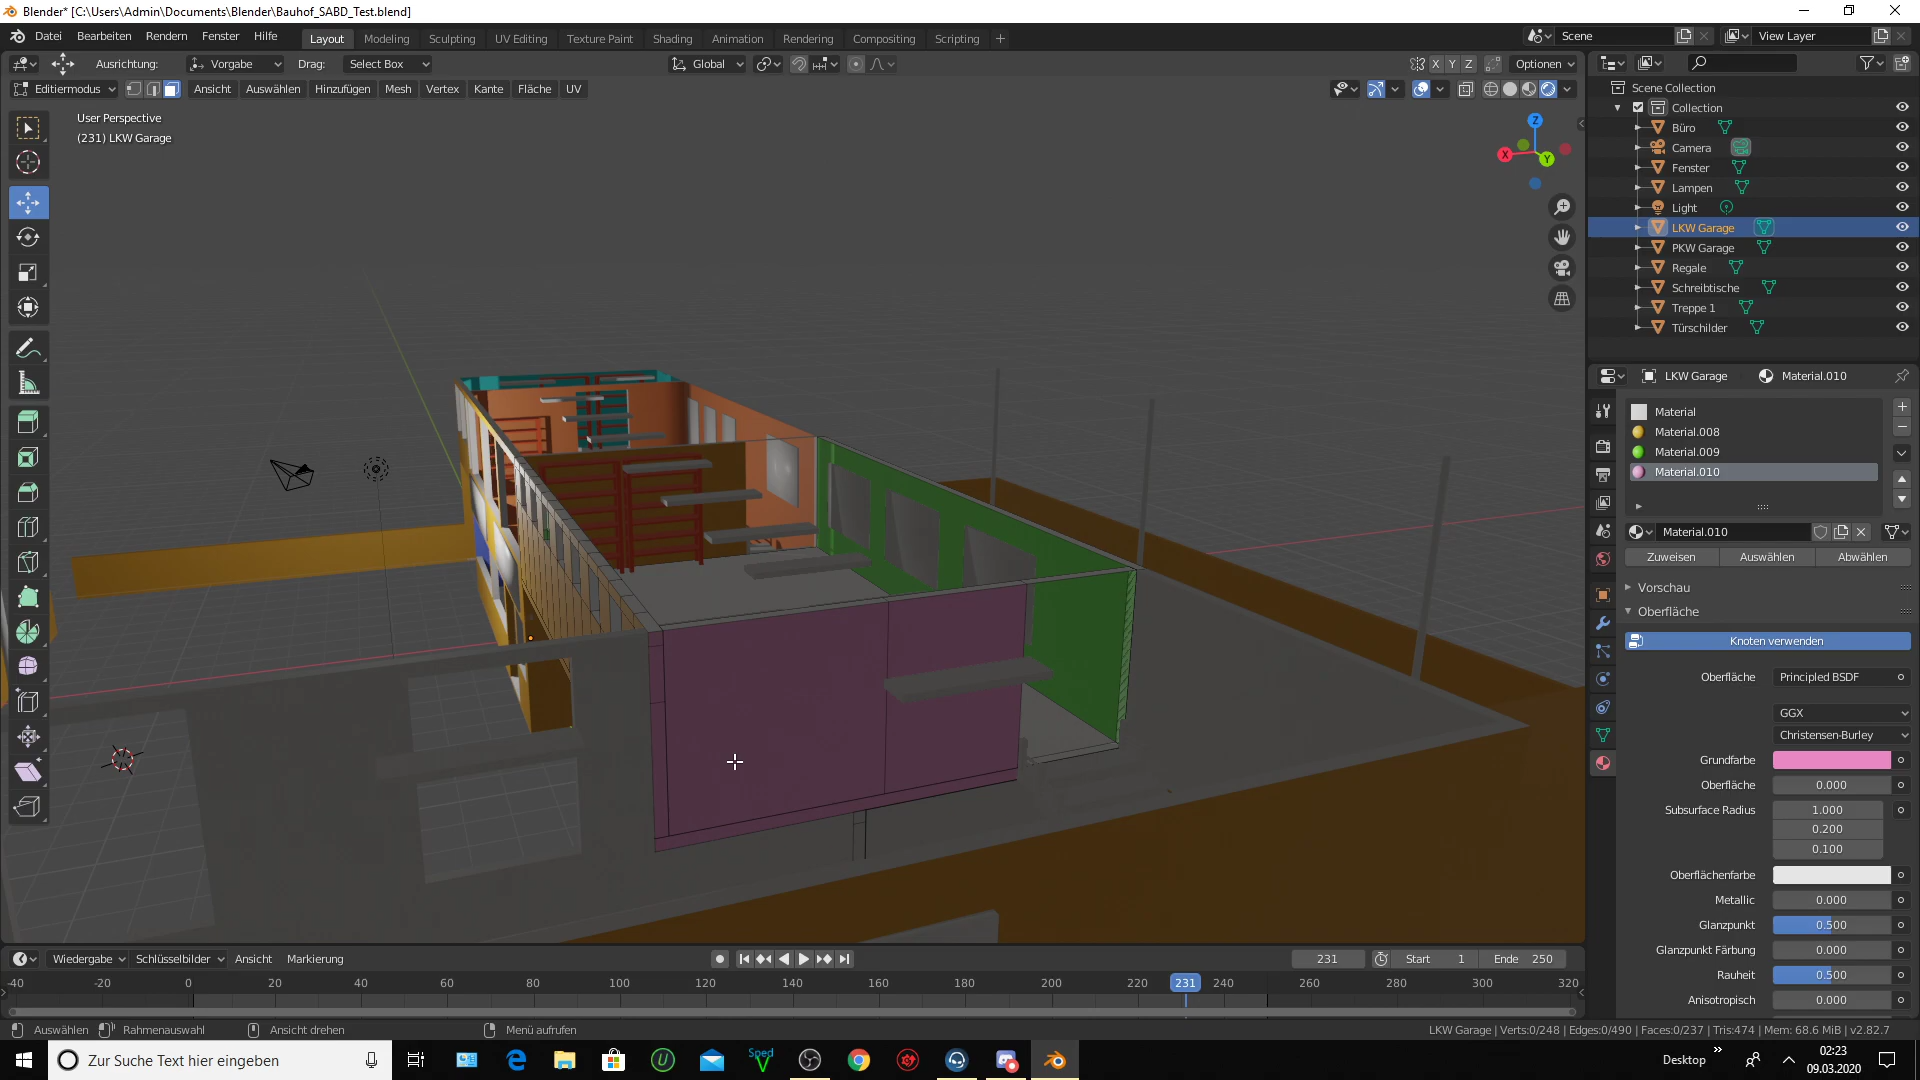 Blender* [C:\Users\Admin\Documents\Blender\Bauhof_SABD_Test.blend]
Datei Bearbeiten Rendern Fenster Hilfe Layout Modeling Sculpting UV Editing Texture Paint Shading Animation Rendering Compositing Scripting + Scene View Layer
Ausrichtung: Vorgabe Drag: Select Box Global X Y Z Optionen
Editiermodus Ansicht Auswählen Hinzufügen Mesh Vertex Kante Fläche UV
User Perspective
(231) LKW Garage
Z
X
Y
Scene Collection
Collection
Büro
Camera
Fenster
Lampen
Light
LKW Garage
PKW Garage
Regale
Schreibtische
Treppe 1
Türschilder
LKW Garage Material.010
Material
Material.008
Material.009
Material.010
Material.010
Zuweisen Auswählen Abwählen
Vorschau
Oberfläche
Knoten verwenden
Oberfläche Principled BSDF
GGX
Christensen-Burley
Grundfarbe
Oberfläche 0.000
Subsurface Radius 1.000
0.200
0.100
Oberflächenfarbe
Metallic 0.000
Glanzpunkt 0.500
Glanzpunkt Färbung 0.000
Rauheit 0.500
Anisotropisch 0.000
Wiedergabe Schlüsselbilder Ansicht Markierung 231 Start 1 Ende 250
-40 -20 0 20 40 60 80 100 120 140 160 180 200 220 231 240 260 280 300 320
Auswählen Rahmenauswahl Ansicht drehen Menü aufrufen LKW Garage | Verts:0/248 | Edges:0/490 | Faces:0/237 | Tris:474 | Mem: 68.6 MiB | v2.82.7
Zur Suche Text hier eingeben Sped V Desktop » 02:23
09.03.2020